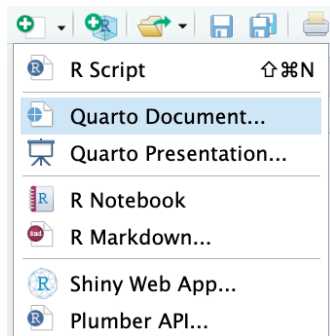 R Script ⇧⌘N
Quarto Document...
Quarto Presentation...
R Notebook
R Markdown...
Shiny Web App...
Plumber API...